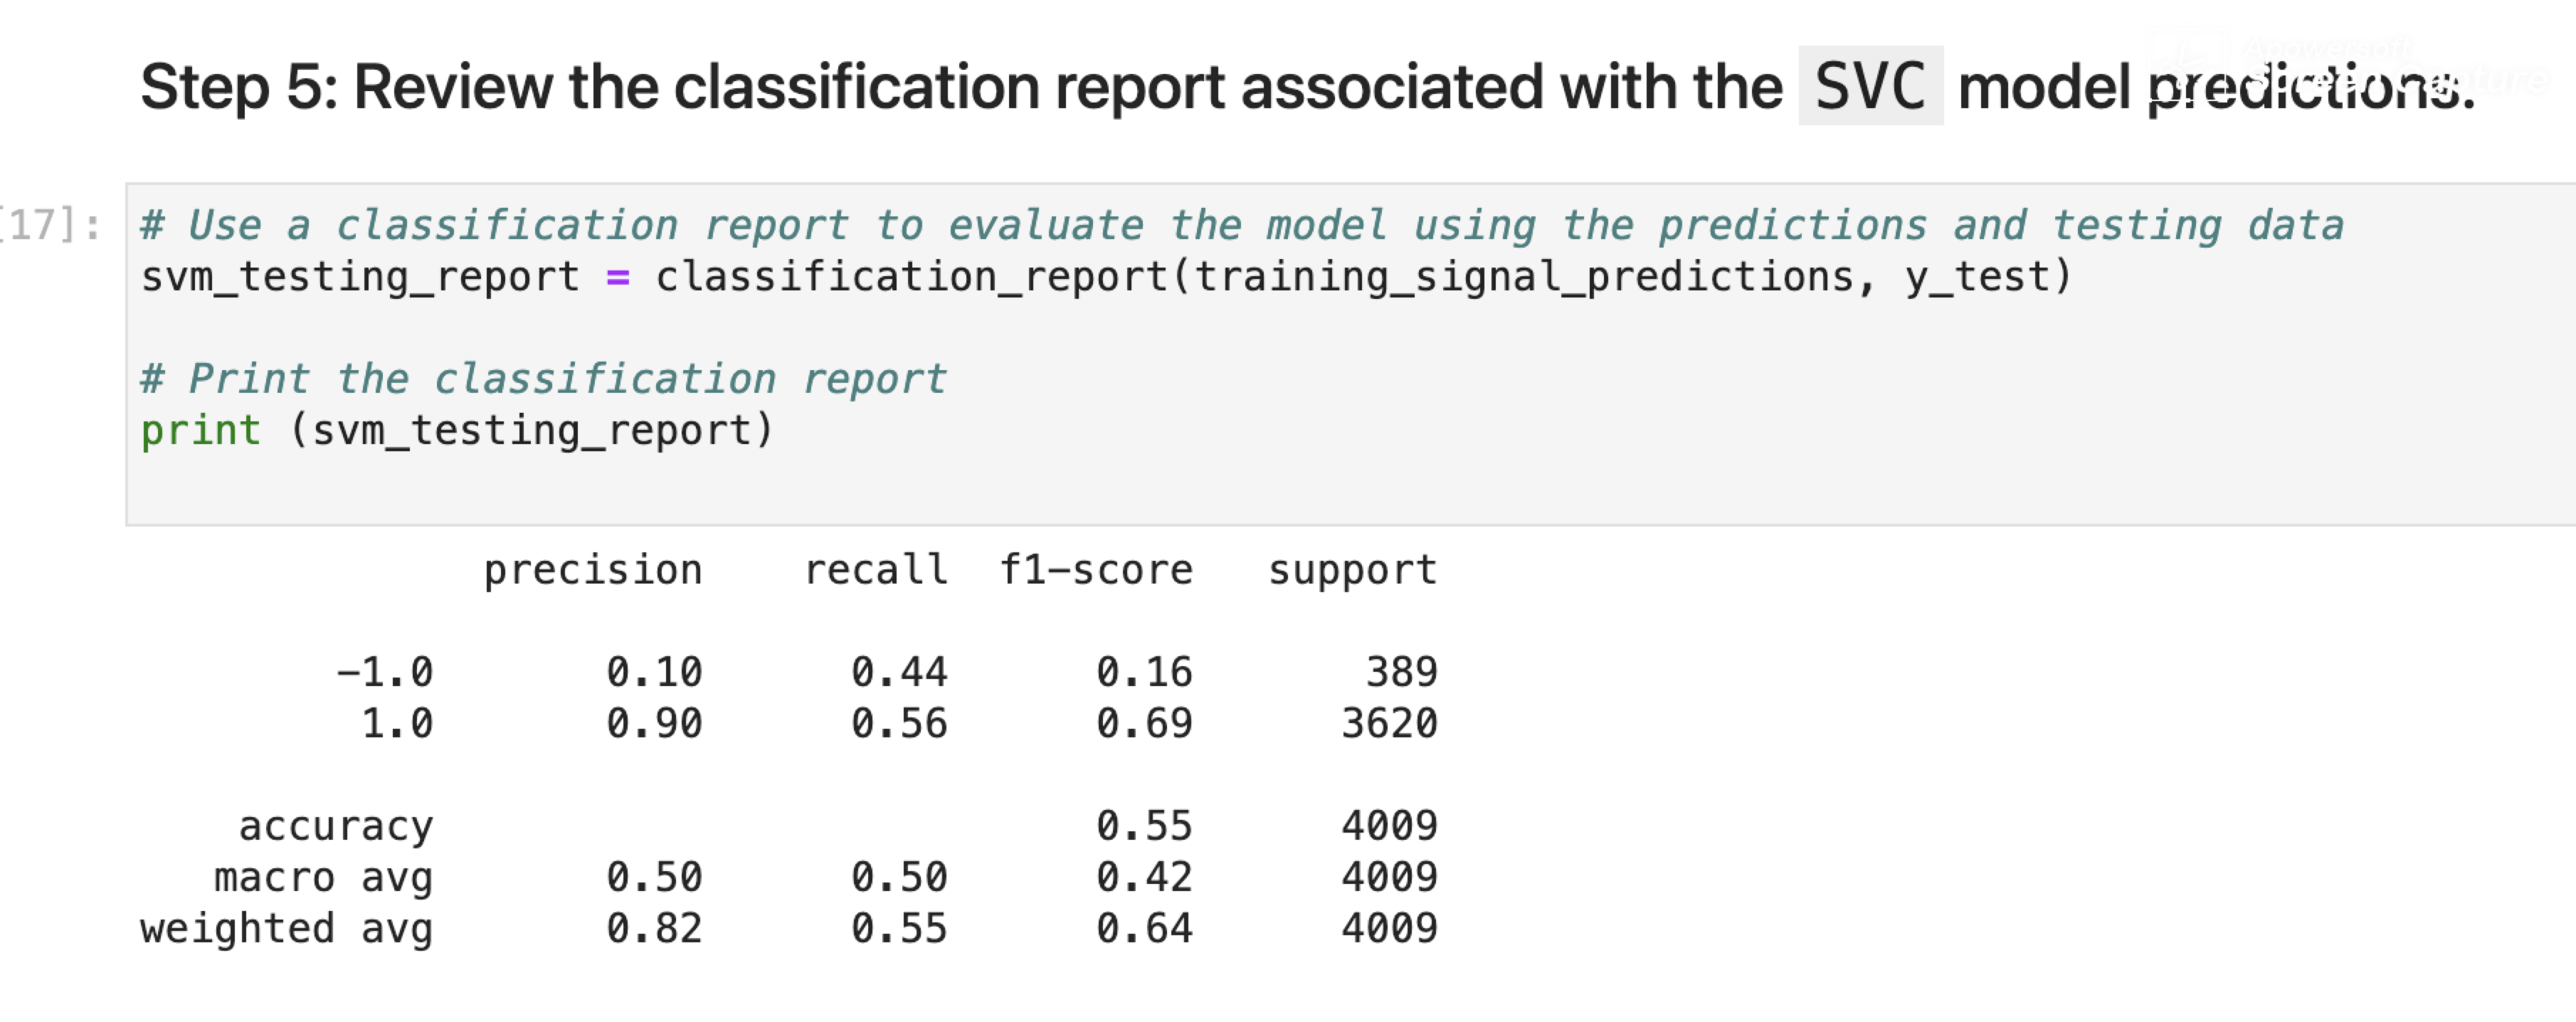 Step 5: Review the classification report associated with the SVC model predictions.
Apowersoft
Screen Capture
[17]: # Use a classification report to evaluate the model using the predictions and testing data
svm_testing_report = classification_report(training_signal_predictions, y_test)
# Print the classification report
print (svm_testing_report)
precision recall f1-score support
-1.0 0.10 0.44 0.16 389
1.0 0.90 0.56 0.69 3620
accuracy 0.55 4009
macro avg 0.50 0.50 0.42 4009
weighted avg 0.82 0.55 0.64 4009